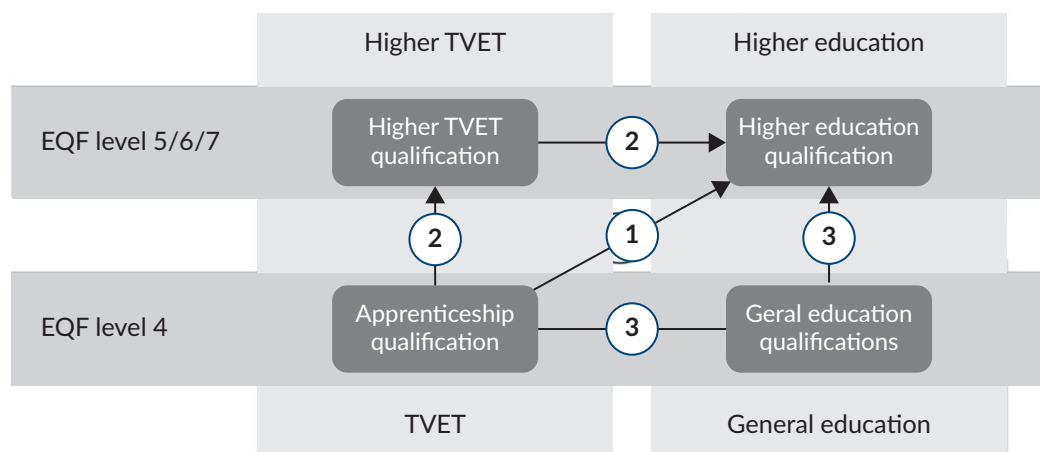 Higher TVET
Higher education
EQF level 5/6/7
Higher TVET
qualification
2
Higher education
qualification
2
1
3
EQF level 4
Apprenticeship
qualification
3
Geral education
qualifications
TVET
General education